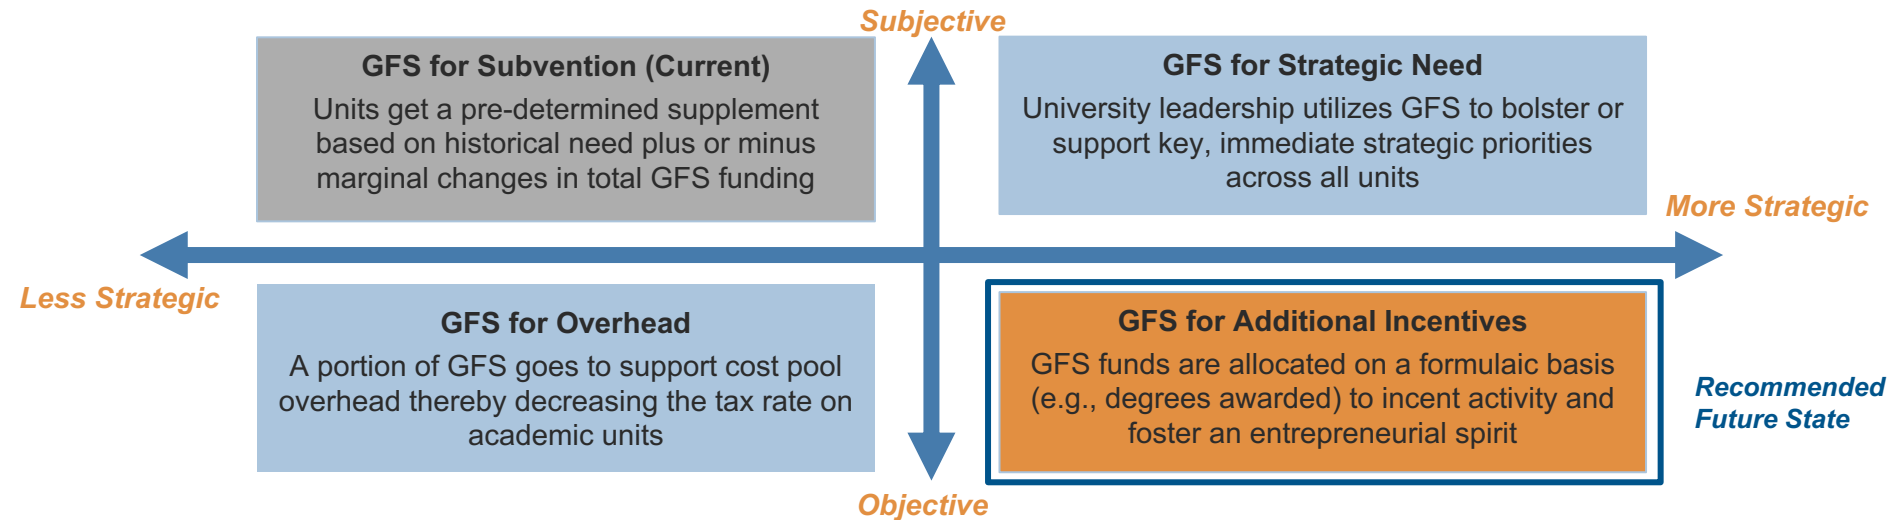 Subjective
GFS for Subvention (Current)
Units get a pre-determined supplement
based on historical need plus or minus
marginal changes in total GFS funding
GFS for Strategic Need
University leadership utilizes GFS to bolster or
support key, immediate strategic priorities
across all units
More Strategic
Less Strategic
GFS for Overhead
A portion of GFS goes to support cost pool
overhead thereby decreasing the tax rate on
academic units
GFS for Additional Incentives
GFS funds are allocated on a formulaic basis
(e.g., degrees awarded) to incent activity and
foster an entrepreneurial spirit
Recommended
Future State
Objective